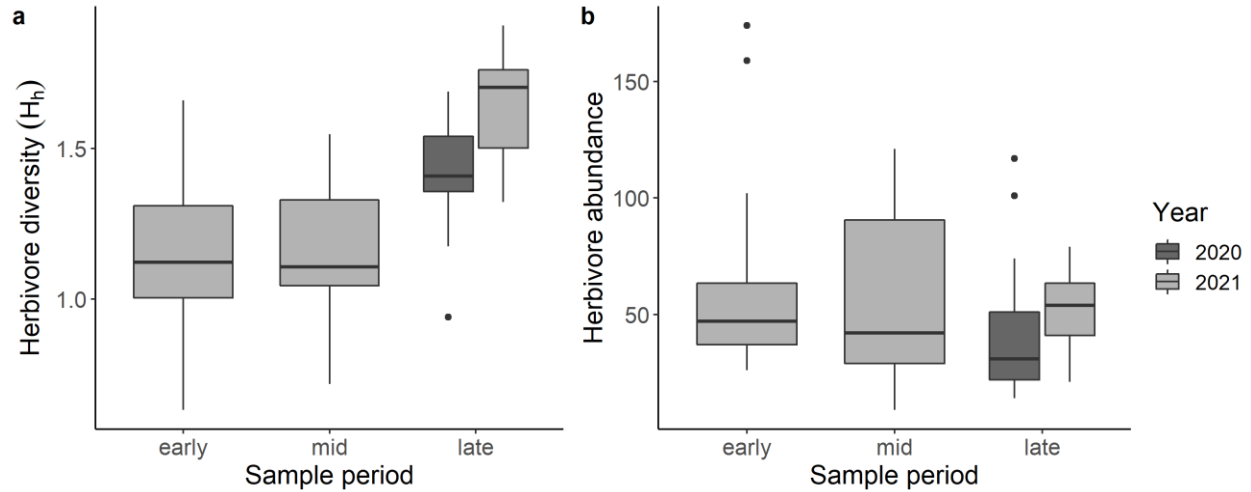 a
Herbivore diversity (Hh)
1.5
1.0
early mid late
Sample period
b
Herbivore abundance
150
100
50
early mid late
Sample period
Year
2020
2021